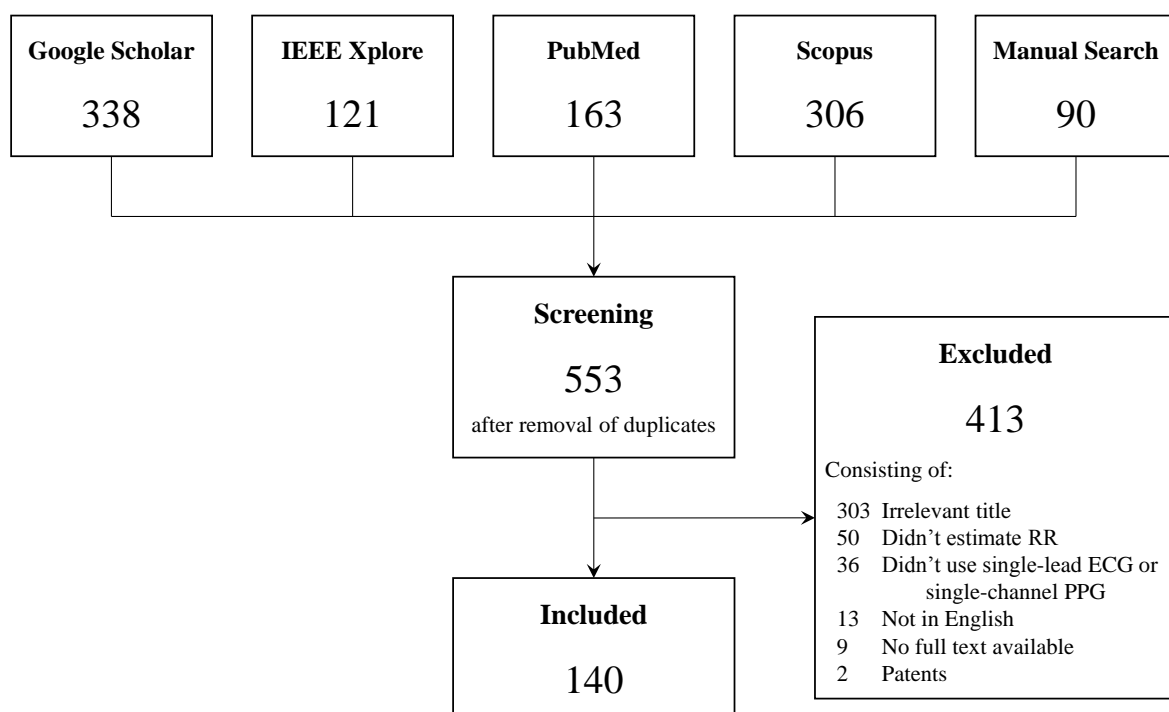 Google Scholar
338
IEEE Xplore
121
PubMed
163
Scopus
306
Manual Search
90
Screening
553
after removal of duplicates
Excluded
413
Consisting of:
303 Irrelevant title
50 Didn’t estimate RR
36 Didn’t use single-lead ECG or
single-channel PPG
13 Not in English
9 No full text available
2 Patents
Included
140